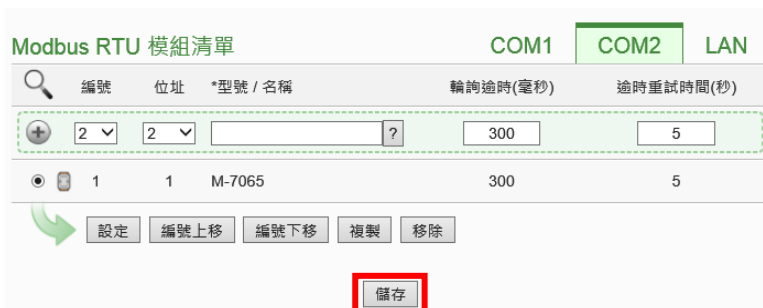 Modbus RTU 模組清單 COM1 COM2 LAN
編號 位址 *型號 / 名稱 輪詢逾時(毫秒) 逾時重試時間(秒)
2 2 ? 300 5
1 1 M-7065 300 5
設定 編號上移 編號下移 複製 移除
儲存